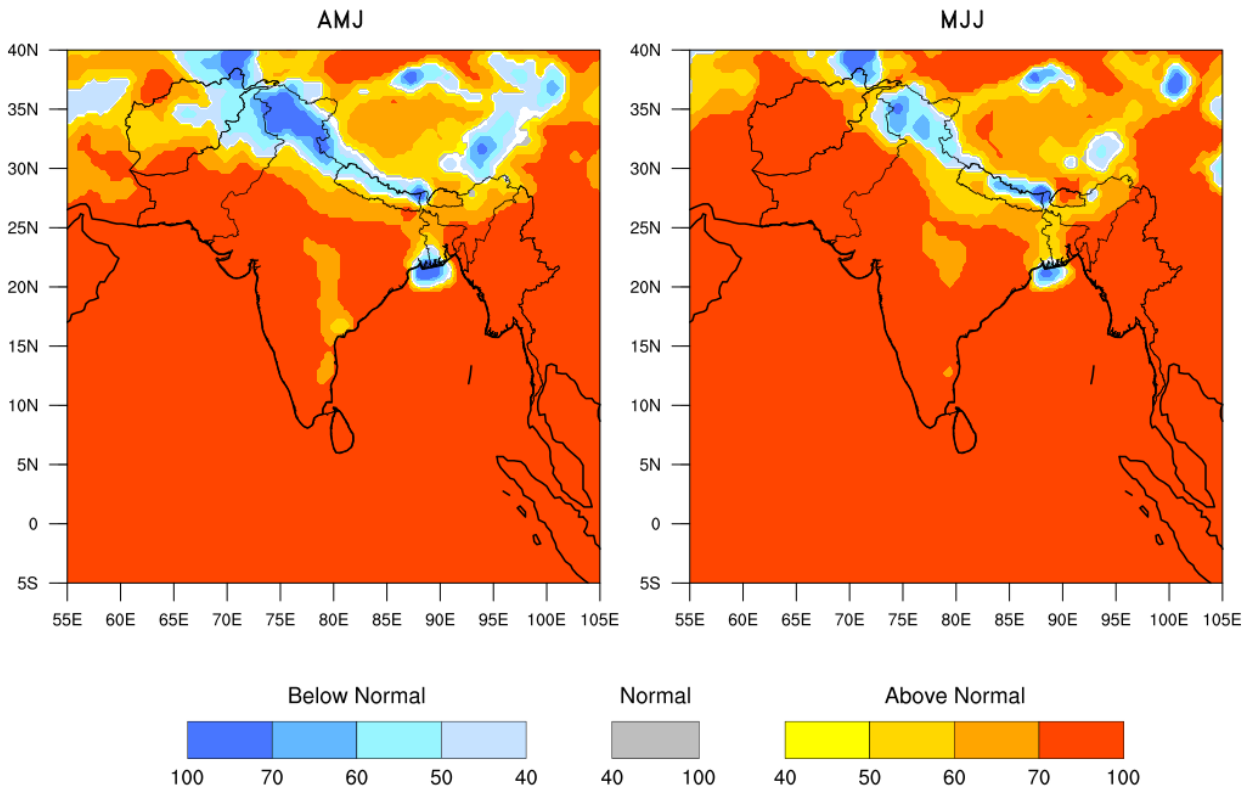 AMJ
MJJ
40N
35N
30N
25N
20N
15N
10N
5N
0
5S
55E 60E 65E 70E 75E 80E 85E 90E 95E 100E 105E
40N
35N
30N
25N
20N
15N
10N
5N
0
5S
55E 60E 65E 70E 75E 80E 85E 90E 95E 100E 105E
Below Normal
100 70 60 50 40
Normal
40 100
Above Normal
40 50 60 70 100